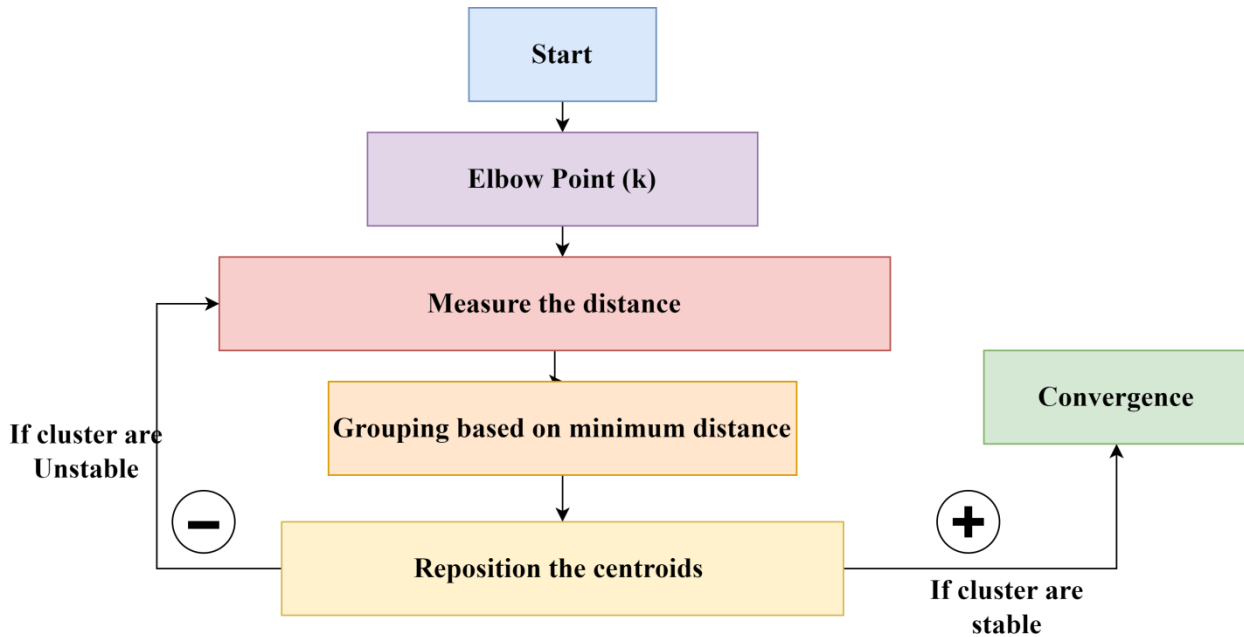 Start
Elbow Point (k)
Measure the distance
Grouping based on minimum distance
Convergence
If cluster are
Unstable
−
+
Reposition the centroids
If cluster are
stable